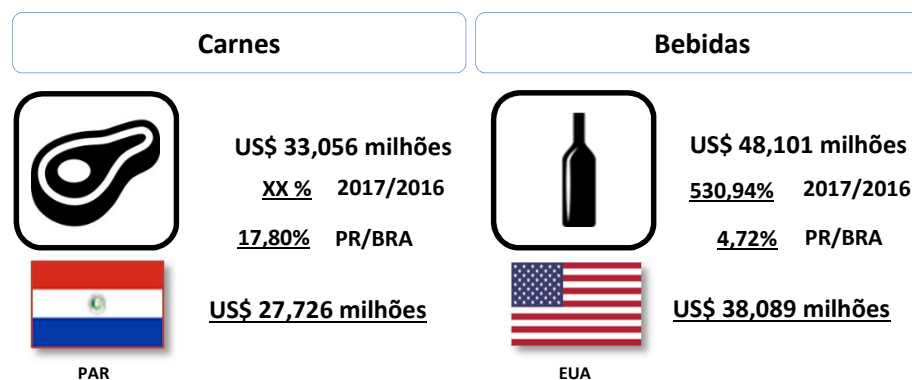 Carnes
US$ 33,056 milhões
XX % 2017/2016
17,80% PR/BRA
US$ 27,726 milhões
PAR
Bebidas
US$ 48,101 milhões
530,94% 2017/2016
4,72% PR/BRA
US$ 38,089 milhões
EUA